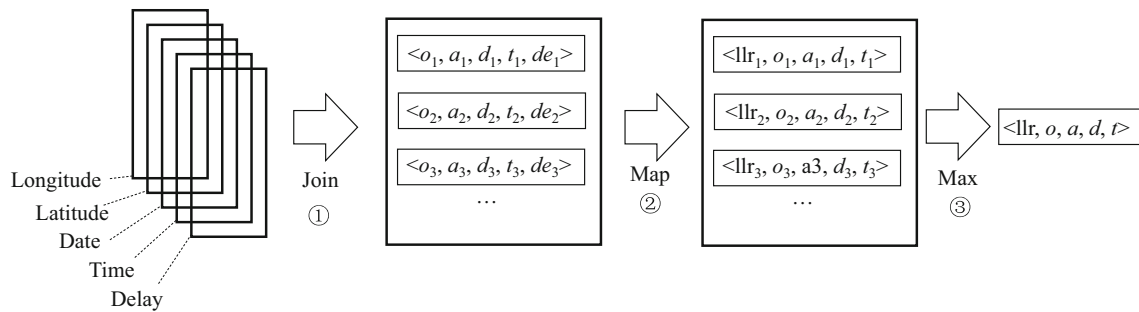 Longitude
Latitude
Date
Time
Delay
Join
①
<o₁, a₁, d₁, t₁, de₁>
<o₂, a₂, d₂, t₂, de₂>
<o₃, a₃, d₃, t₃, de₃>
…
Map
②
<llr₁, o₁, a₁, d₁, t₁>
<llr₂, o₂, a₂, d₂, t₂>
<llr₃, o₃, a3, d₃, t₃>
…
Max
③
<llr, o, a, d, t>